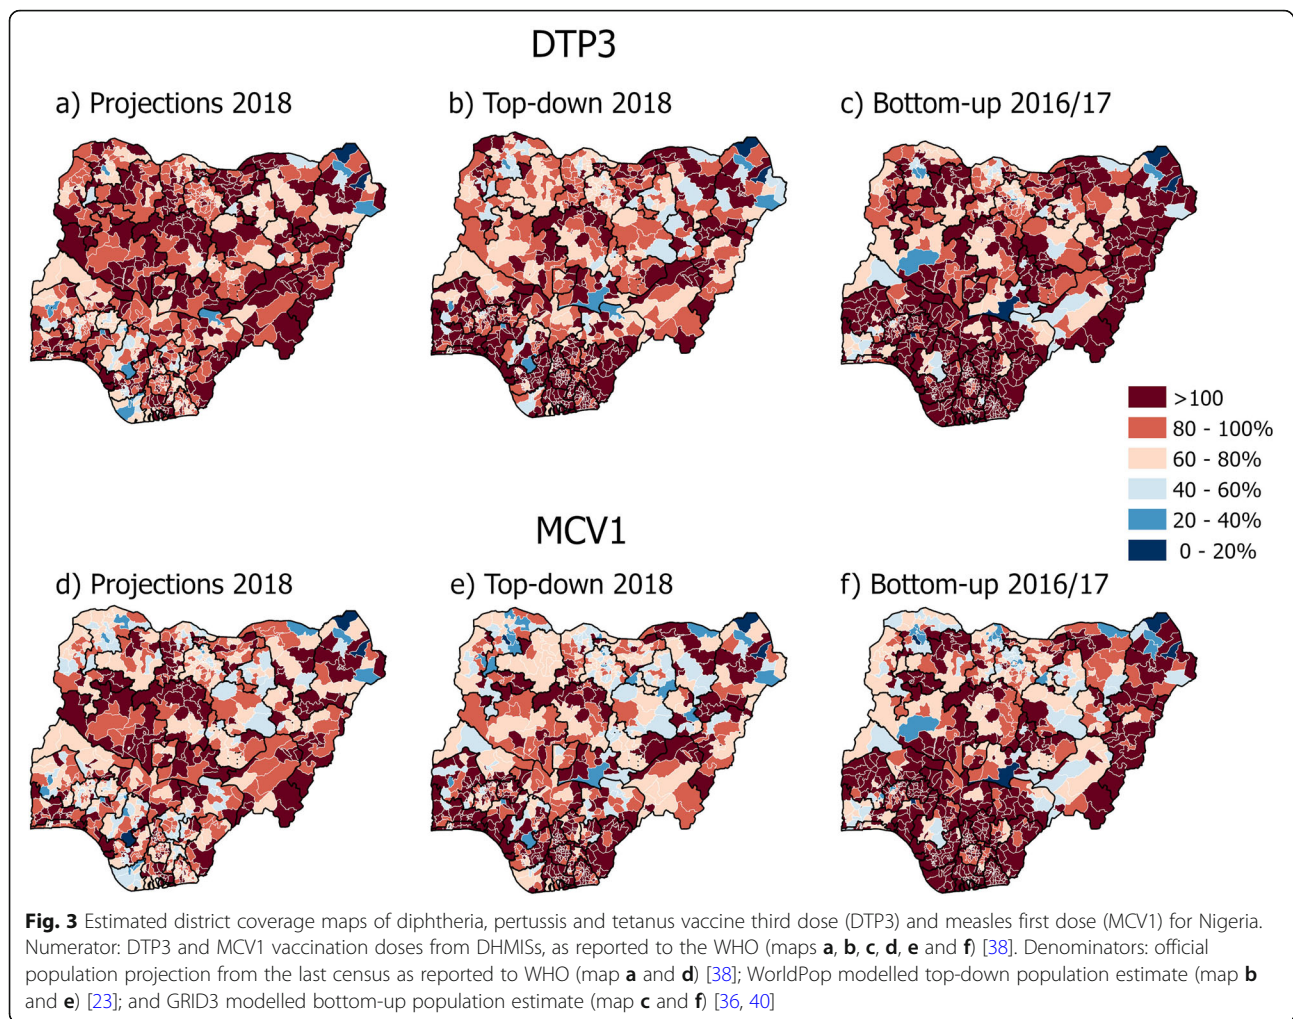 DTP3
a) Projections 2018
b) Top-down 2018
c) Bottom-up 2016/17
>100
80 - 100%
60 - 80%
40 - 60%
20 - 40%
0 - 20%
MCV1
d) Projections 2018
e) Top-down 2018
f) Bottom-up 2016/17
Fig. 3 Estimated district coverage maps of diphtheria, pertussis and tetanus vaccine third dose (DTP3) and measles first dose (MCV1) for Nigeria.
Numerator: DTP3 and MCV1 vaccination doses from DHMISs, as reported to the WHO (maps a, b, c, d, e and f) [38]. Denominators: official
population projection from the last census as reported to WHO (map a and d) [38]; WorldPop modelled top-down population estimate (map b
and e) [23]; and GRID3 modelled bottom-up population estimate (map c and f) [36, 40]